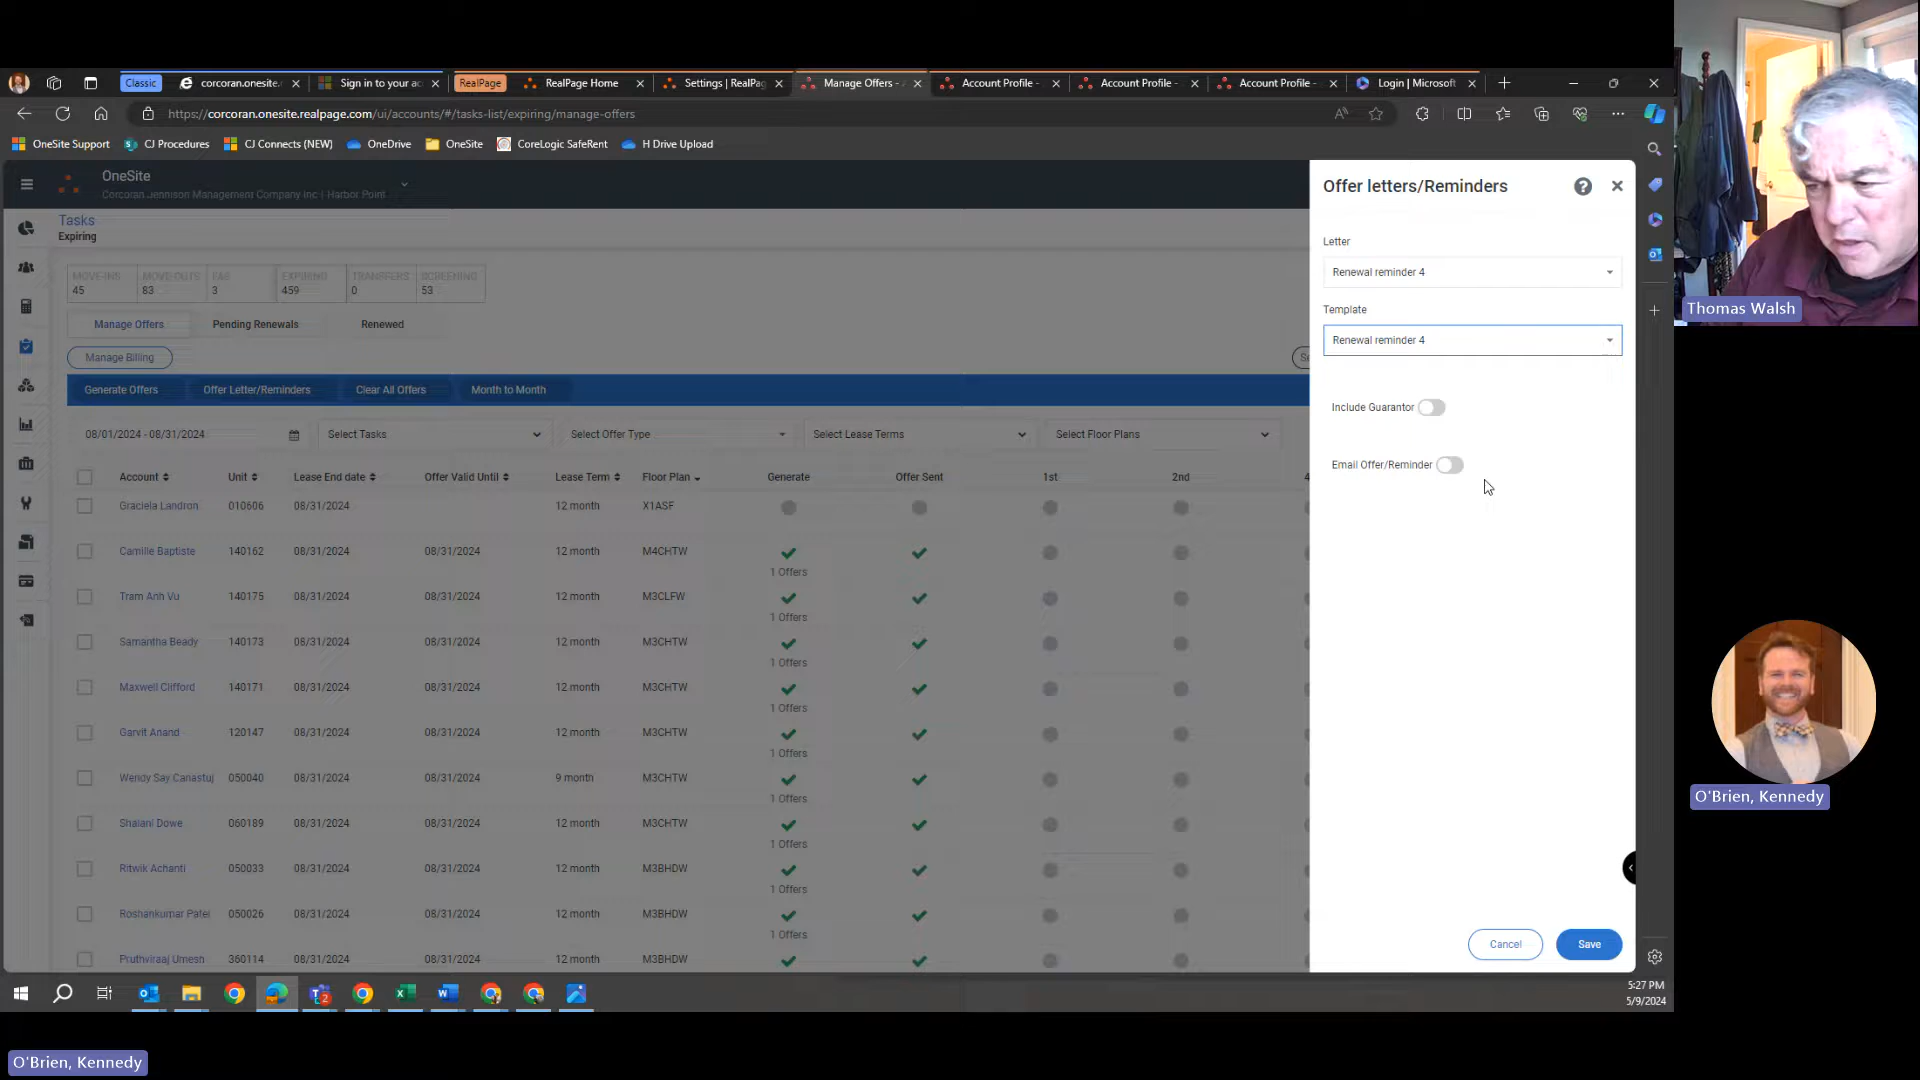 Classic
corcoran.onesite.
Sign in to your ac
RealPage
RealPage Home
Settings | RealPag
Manage Offers -
Account Profile -
Account Profile -
Account Profile -
Login | Microsoft
https://corcoran.onesite.realpage.com/ui/accounts/#/tasks-list/expiring/manage-offers
OneSite Support
CJ Procedures
CJ Connects (NEW)
OneDrive
OneSite
CoreLogic SafeRent
H Drive Upload
OneSite
Corcoran Jennison Management Company Inc | Harbor Point
Tasks
Expiring
MOVE-INS
45
MOVE-OUTS
83
FAS
3
EXPIRING
459
TRANSFERS
0
SCREENING
53
Manage Offers
Pending Renewals
Renewed
Manage Billing
Se
Generate Offers
Offer Letter/Reminders
Clear All Offers
Month to Month
08/01/2024 - 08/31/2024
Select Tasks
Select Offer Type
Select Lease Terms
Select Floor Plans
Account Unit Lease End date Offer Valid Until Lease Term Floor Plan Generate Offer Sent 1st 2nd 4
Graciela Landron 010606 08/31/2024 12 month X1ASF
Camille Baptiste 140162 08/31/2024 08/31/2024 12 month M4CHTW
1 Offers
Tram Anh Vu 140175 08/31/2024 08/31/2024 12 month M3CLFW
1 Offers
Samantha Beady 140173 08/31/2024 08/31/2024 12 month M3CHTW
1 Offers
Maxwell Clifford 140171 08/31/2024 08/31/2024 12 month M3CHTW
1 Offers
Garvit Anand 120147 08/31/2024 08/31/2024 12 month M3CHTW
1 Offers
Wendy Say Canastuj 050040 08/31/2024 08/31/2024 9 month M3CHTW
1 Offers
Shalani Dowe 060189 08/31/2024 08/31/2024 12 month M3CHTW
1 Offers
Ritwik Achanti 050033 08/31/2024 08/31/2024 12 month M3BHDW
1 Offers
Roshankumar Patel 050026 08/31/2024 08/31/2024 12 month M3BHDW
1 Offers
Pruthviraaj Umesh 360114 08/31/2024 08/31/2024 12 month M3BHDW
Offer letters/Reminders
Letter
Renewal reminder 4
Template
Renewal reminder 4
Include Guarantor
Email Offer/Reminder
Cancel
Save
5:27 PM
5/9/2024
Thomas Walsh
O'Brien, Kennedy
O'Brien, Kennedy